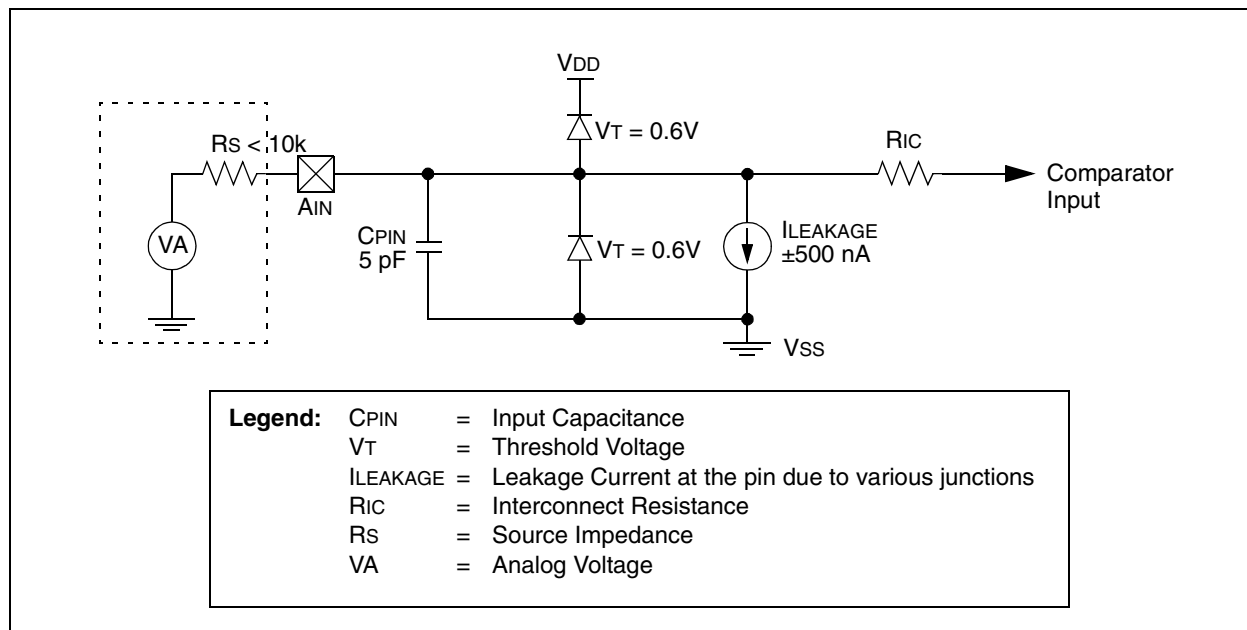 VDD
VT = 0.6V
RS < 10k
RIC
AIN
Comparator
Input
CPIN
5 pF
VA
VT = 0.6V
ILEAKAGE
±500 nA
VSS
Legend: CPIN = Input Capacitance
VT = Threshold Voltage
ILEAKAGE = Leakage Current at the pin due to various junctions
RIC = Interconnect Resistance
RS = Source Impedance
VA = Analog Voltage